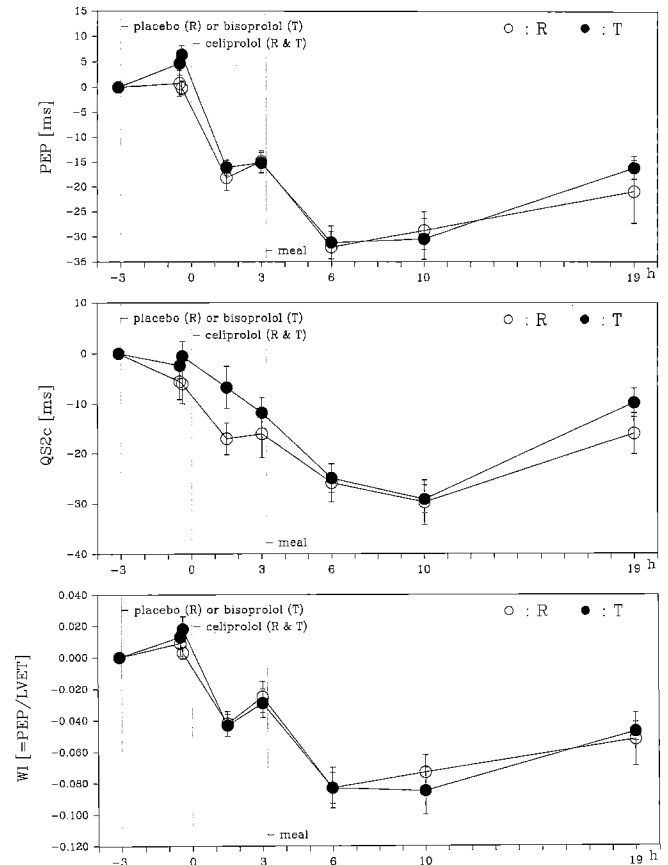 15
10
5
0
−5
−10
−15
−20
−25
−30
35
PEP [ms]
– placebo (R) or bisoprolol (T)
– celiprolol (R & T)
○ : R ● : T
– meal
−3 0 3 6 10 19 h
10
0
−10
−20
−30
−40
QS2c [ms]
– placebo (R) or bisoprolol (T)
– celiprolol (R & T)
○ : R ● : T
– meal
−3 0 3 6 10 19 h
0.040
0.020
0.000
−0.020
−0.040
−0.060
−0.080
−0.100
−0.120
WI [=PEP/LVET]
– placebo (R) or bisoprolol (T)
– celiprolol (R & T)
○ : R ● : T
– meal
−3 0 3 6 10 19 h